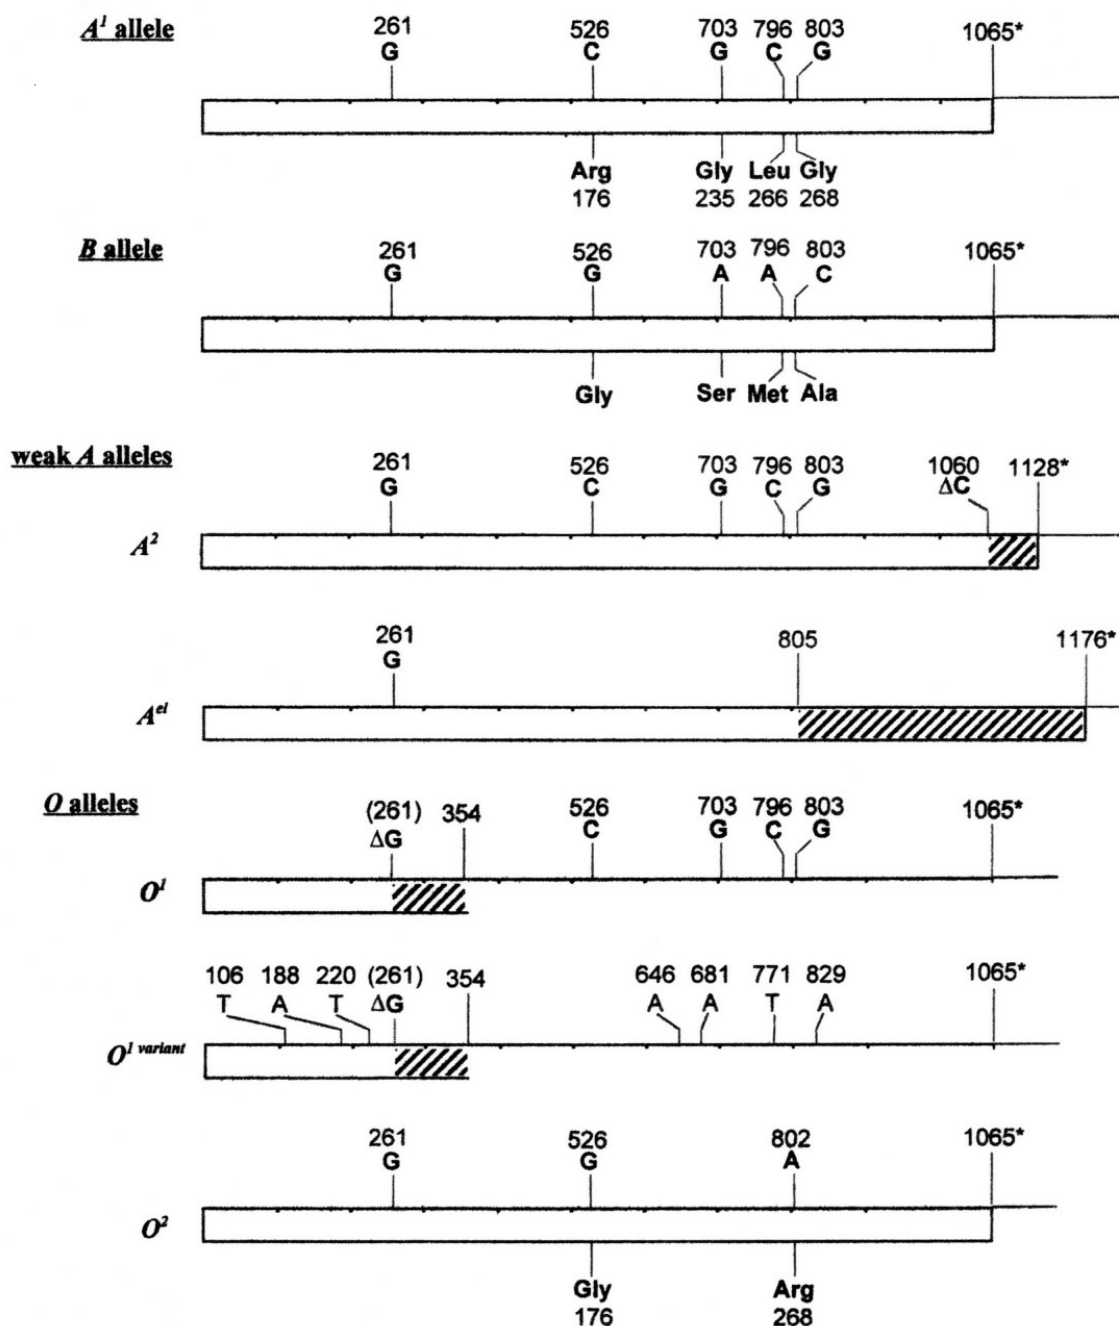 A¹ allele
261 526 703 796 803 1065*
G C G C G
Arg Gly Leu Gly
176 235 266 268
B allele
261 526 703 796 803 1065*
G G A A C
Gly Ser Met Ala
weak A alleles
261 526 703 796 803 1060 1128*
G C G C G ΔC
A²
261 805 1176*
G
Aᵉˡ
O alleles
(261) 354 526 703 796 803 1065*
ΔG C G C G
O¹
106 188 220 (261) 354 646 681 771 829 1065*
T A T ΔG A A T A
O¹ ᵛᵃʳⁱᵃⁿᵗ
261 526 802 1065*
G G A
O²
Gly Arg
176 268